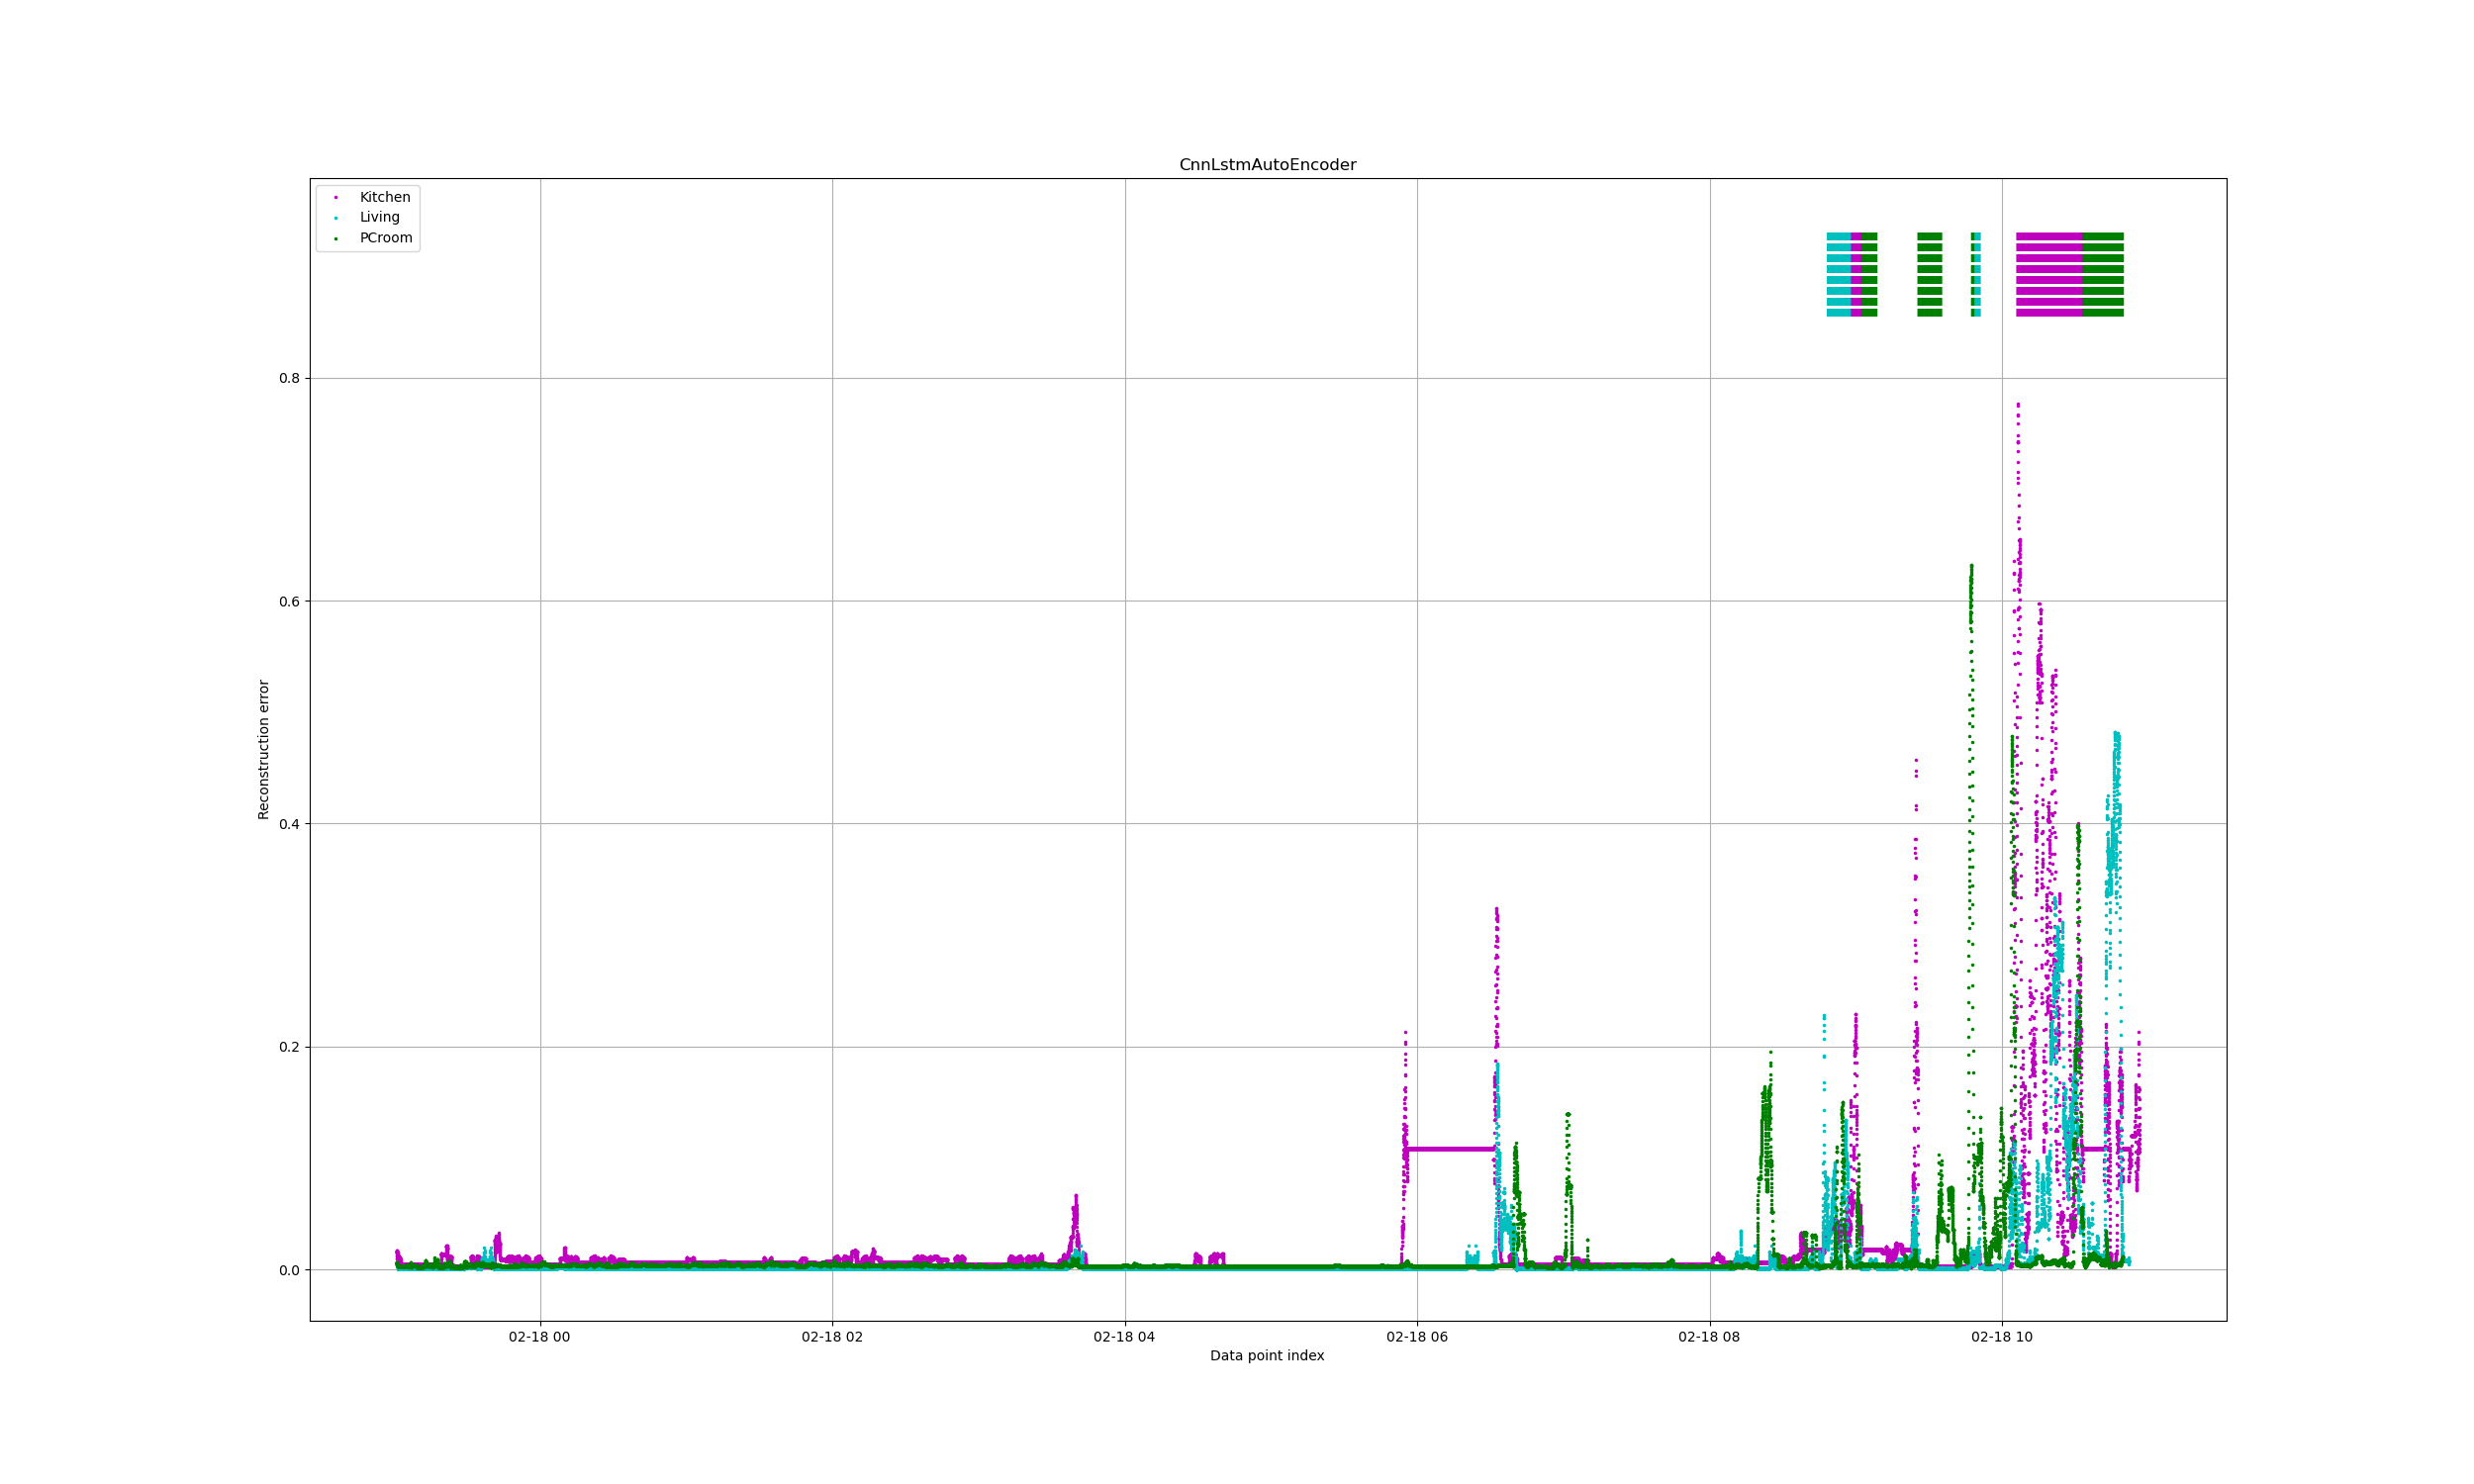 CnnLstmAutoEncoder
Kitchen
Living
PCroom
Reconstruction error
0.8
0.6
0.4
0.2
0.0
02-18 00 02-18 02 02-18 04 02-18 06 02-18 08 02-18 10
Data point index